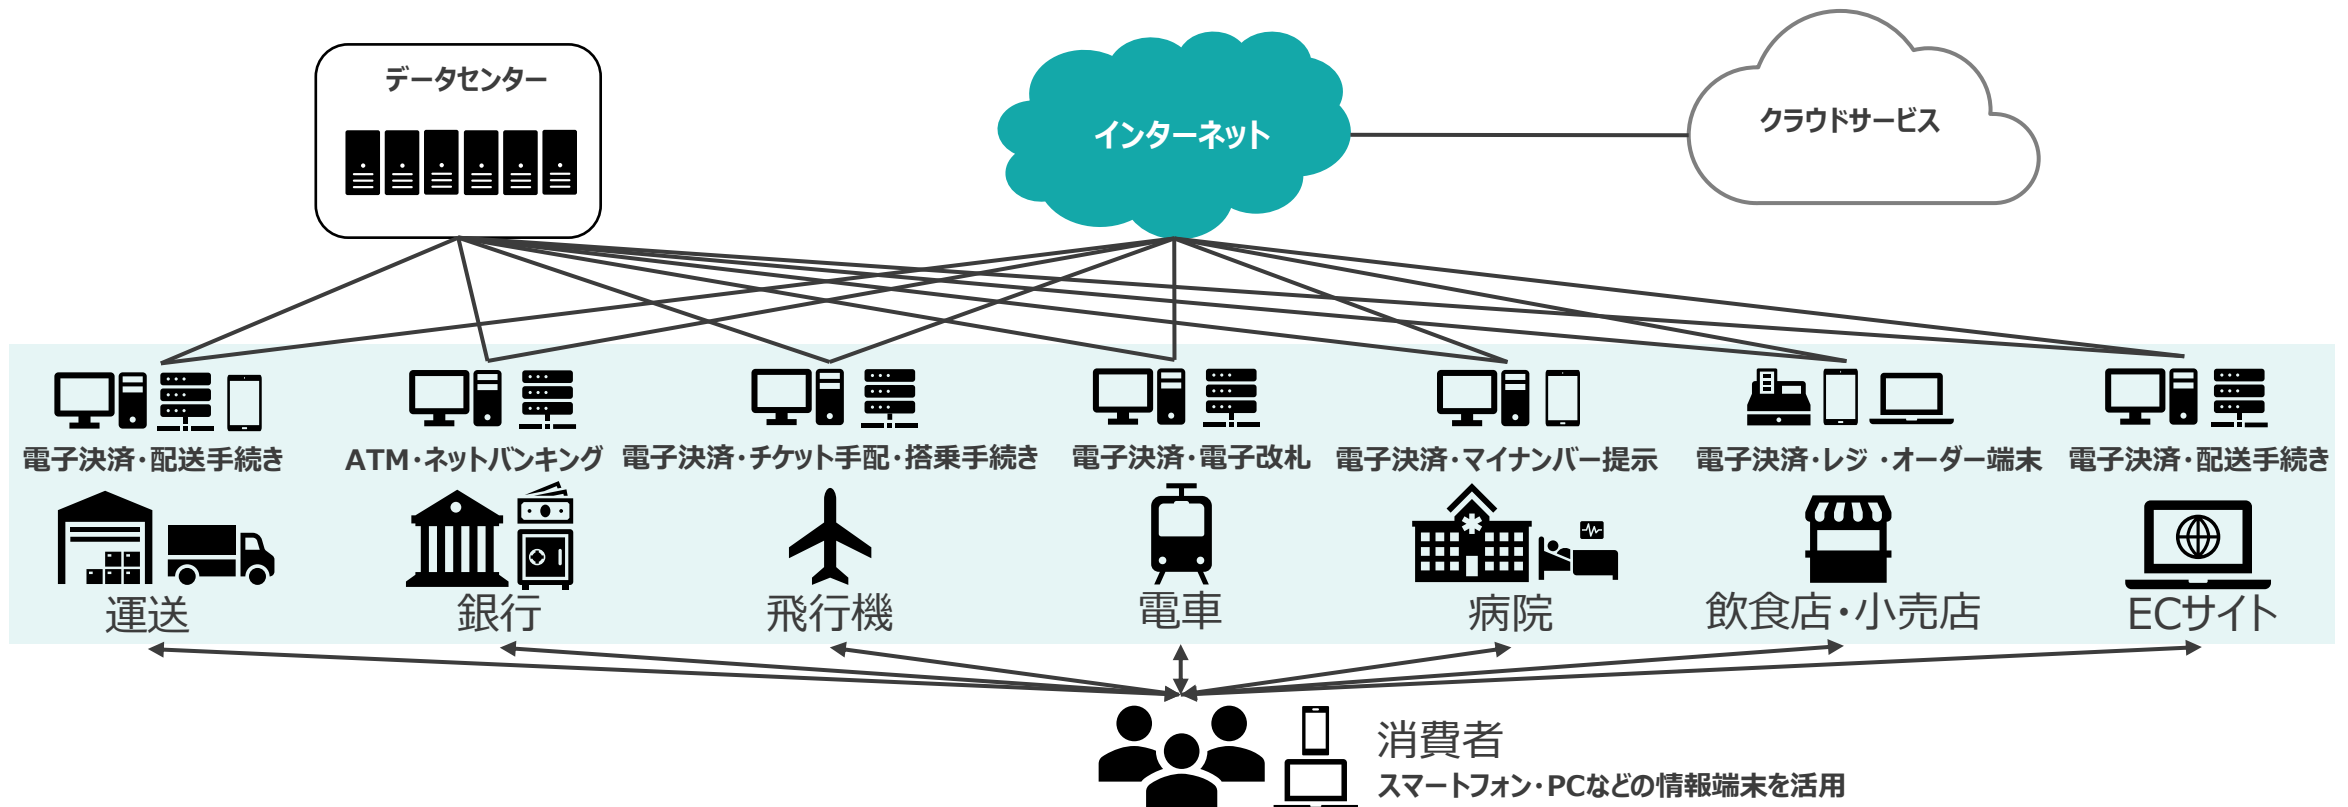 データセンター
インターネット
クラウドサービス
電子決済・配送手続き
ATM・ネットバンキング
電子決済・チケット手配・搭乗手続き
電子決済・電子改札
電子決済・マイナンバー提示
電子決済・レジ ・オーダー端末
電子決済・配送手続き
運送
銀行
飛行機
電車
病院
飲食店・小売店
ECサイト
消費者
スマートフォン・PCなどの情報端末を活用